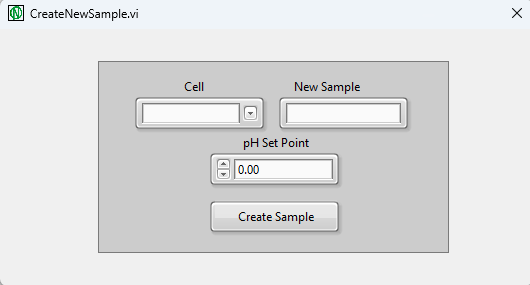 CreateNewSample.vi
Cell
New Sample
pH Set Point
0.00
Create Sample